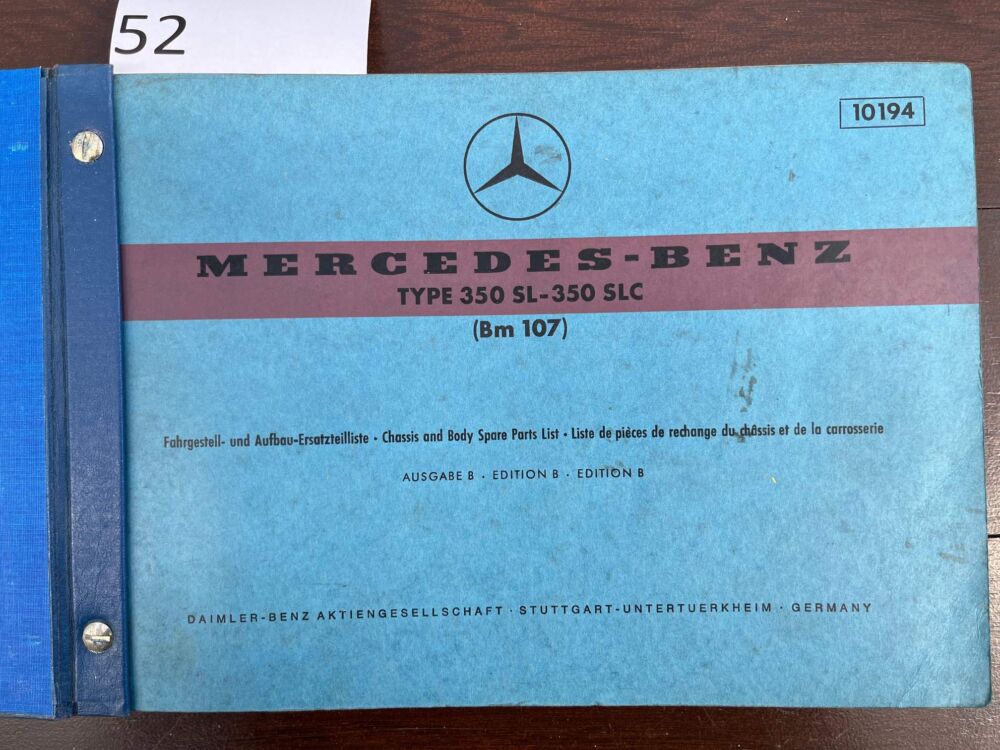 52
10194
MERCEDES-BENZ
TYPE 350 SL-350 SLC
(Bm 107)
Fahrgestell- und Aufbau-Ersatzteilliste · Chassis and Body Spare Parts List · Liste de pièces de rechange du châssis et de la carrosserie
AUSGABE B · EDITION B · EDITION B
DAIMLER-BENZ AKTIENGESELLSCHAFT · STUTTGART-UNTERTUERKHEIM · GERMANY